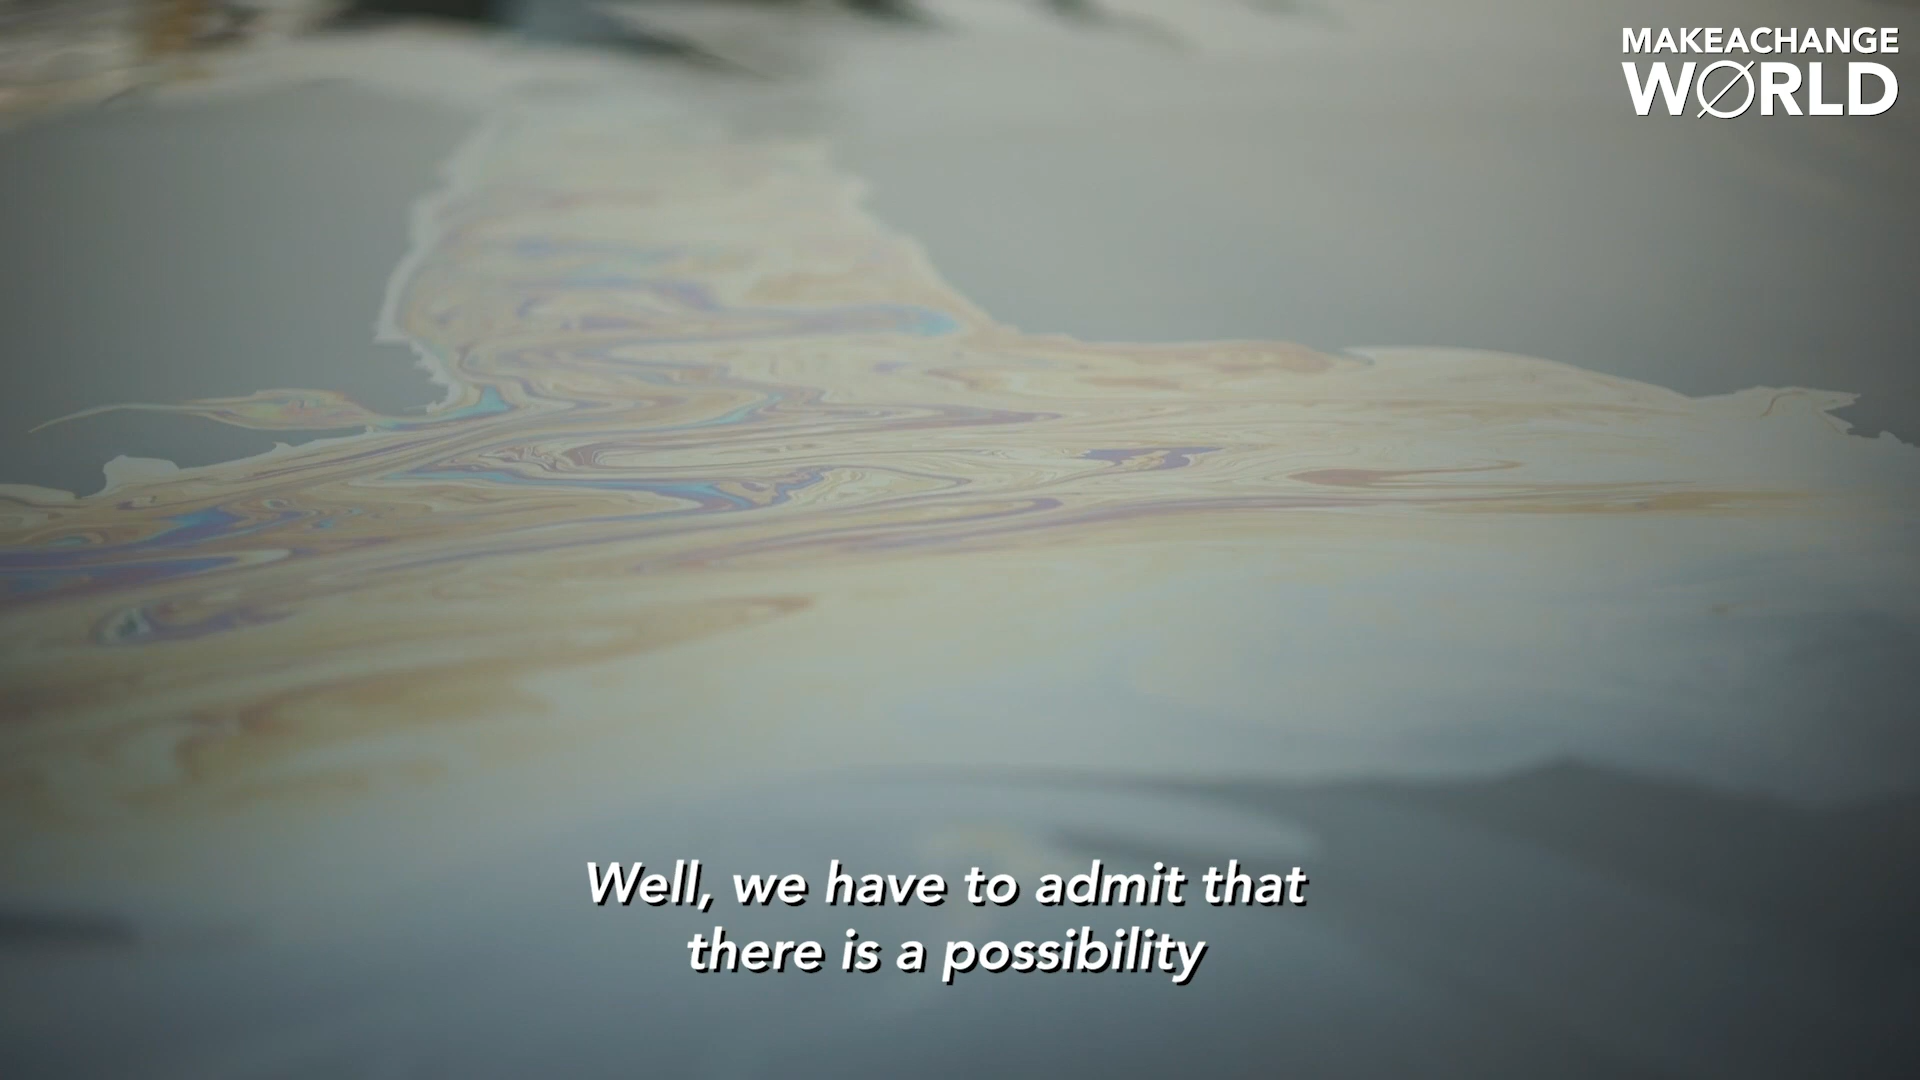 MAKEACHANGE
WØRLD
Well, we have to admit that
there is a possibility